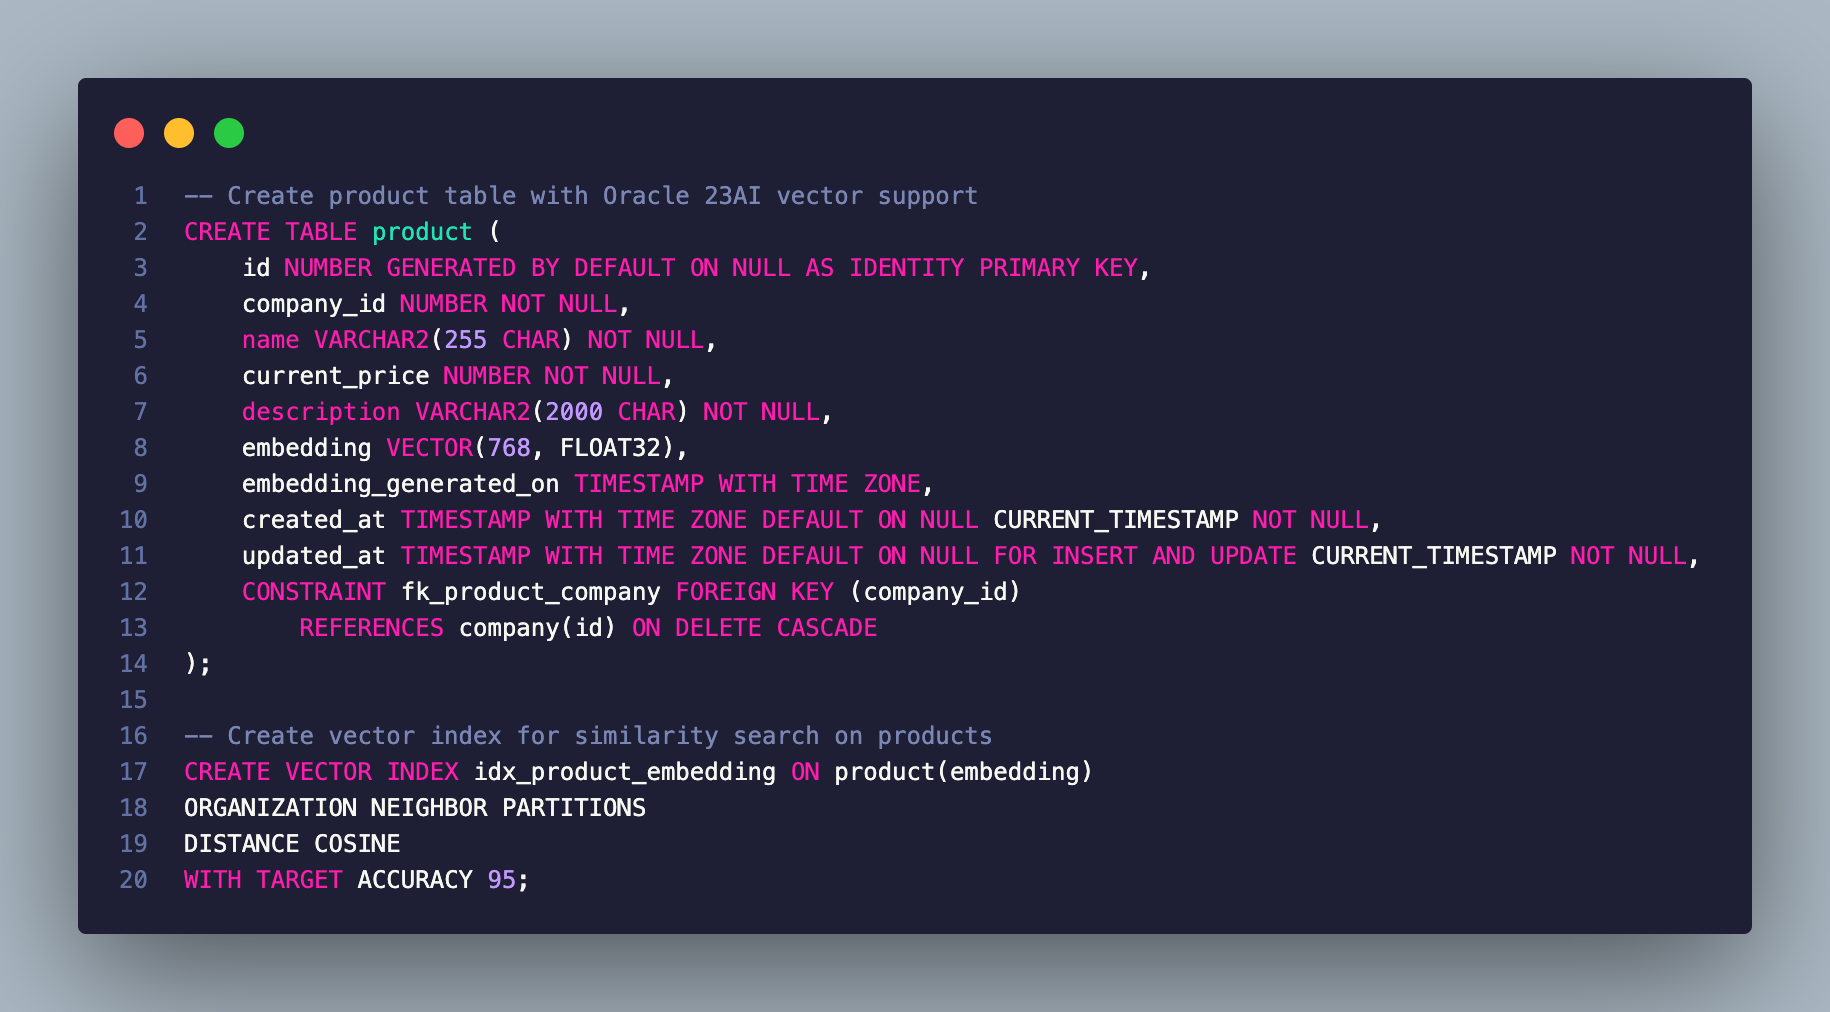 1 -- Create product table with Oracle 23AI vector support
2 CREATE TABLE product (
3     id NUMBER GENERATED BY DEFAULT ON NULL AS IDENTITY PRIMARY KEY,
4     company_id NUMBER NOT NULL,
5     name VARCHAR2(255 CHAR) NOT NULL,
6     current_price NUMBER NOT NULL,
7     description VARCHAR2(2000 CHAR) NOT NULL,
8     embedding VECTOR(768, FLOAT32),
9     embedding_generated_on TIMESTAMP WITH TIME ZONE,
10     created_at TIMESTAMP WITH TIME ZONE DEFAULT ON NULL CURRENT_TIMESTAMP NOT NULL,
11     updated_at TIMESTAMP WITH TIME ZONE DEFAULT ON NULL FOR INSERT AND UPDATE CURRENT_TIMESTAMP NOT NULL,
12     CONSTRAINT fk_product_company FOREIGN KEY (company_id)
13         REFERENCES company(id) ON DELETE CASCADE
14 );
15
16 -- Create vector index for similarity search on products
17 CREATE VECTOR INDEX idx_product_embedding ON product(embedding)
18 ORGANIZATION NEIGHBOR PARTITIONS
19 DISTANCE COSINE
20 WITH TARGET ACCURACY 95;